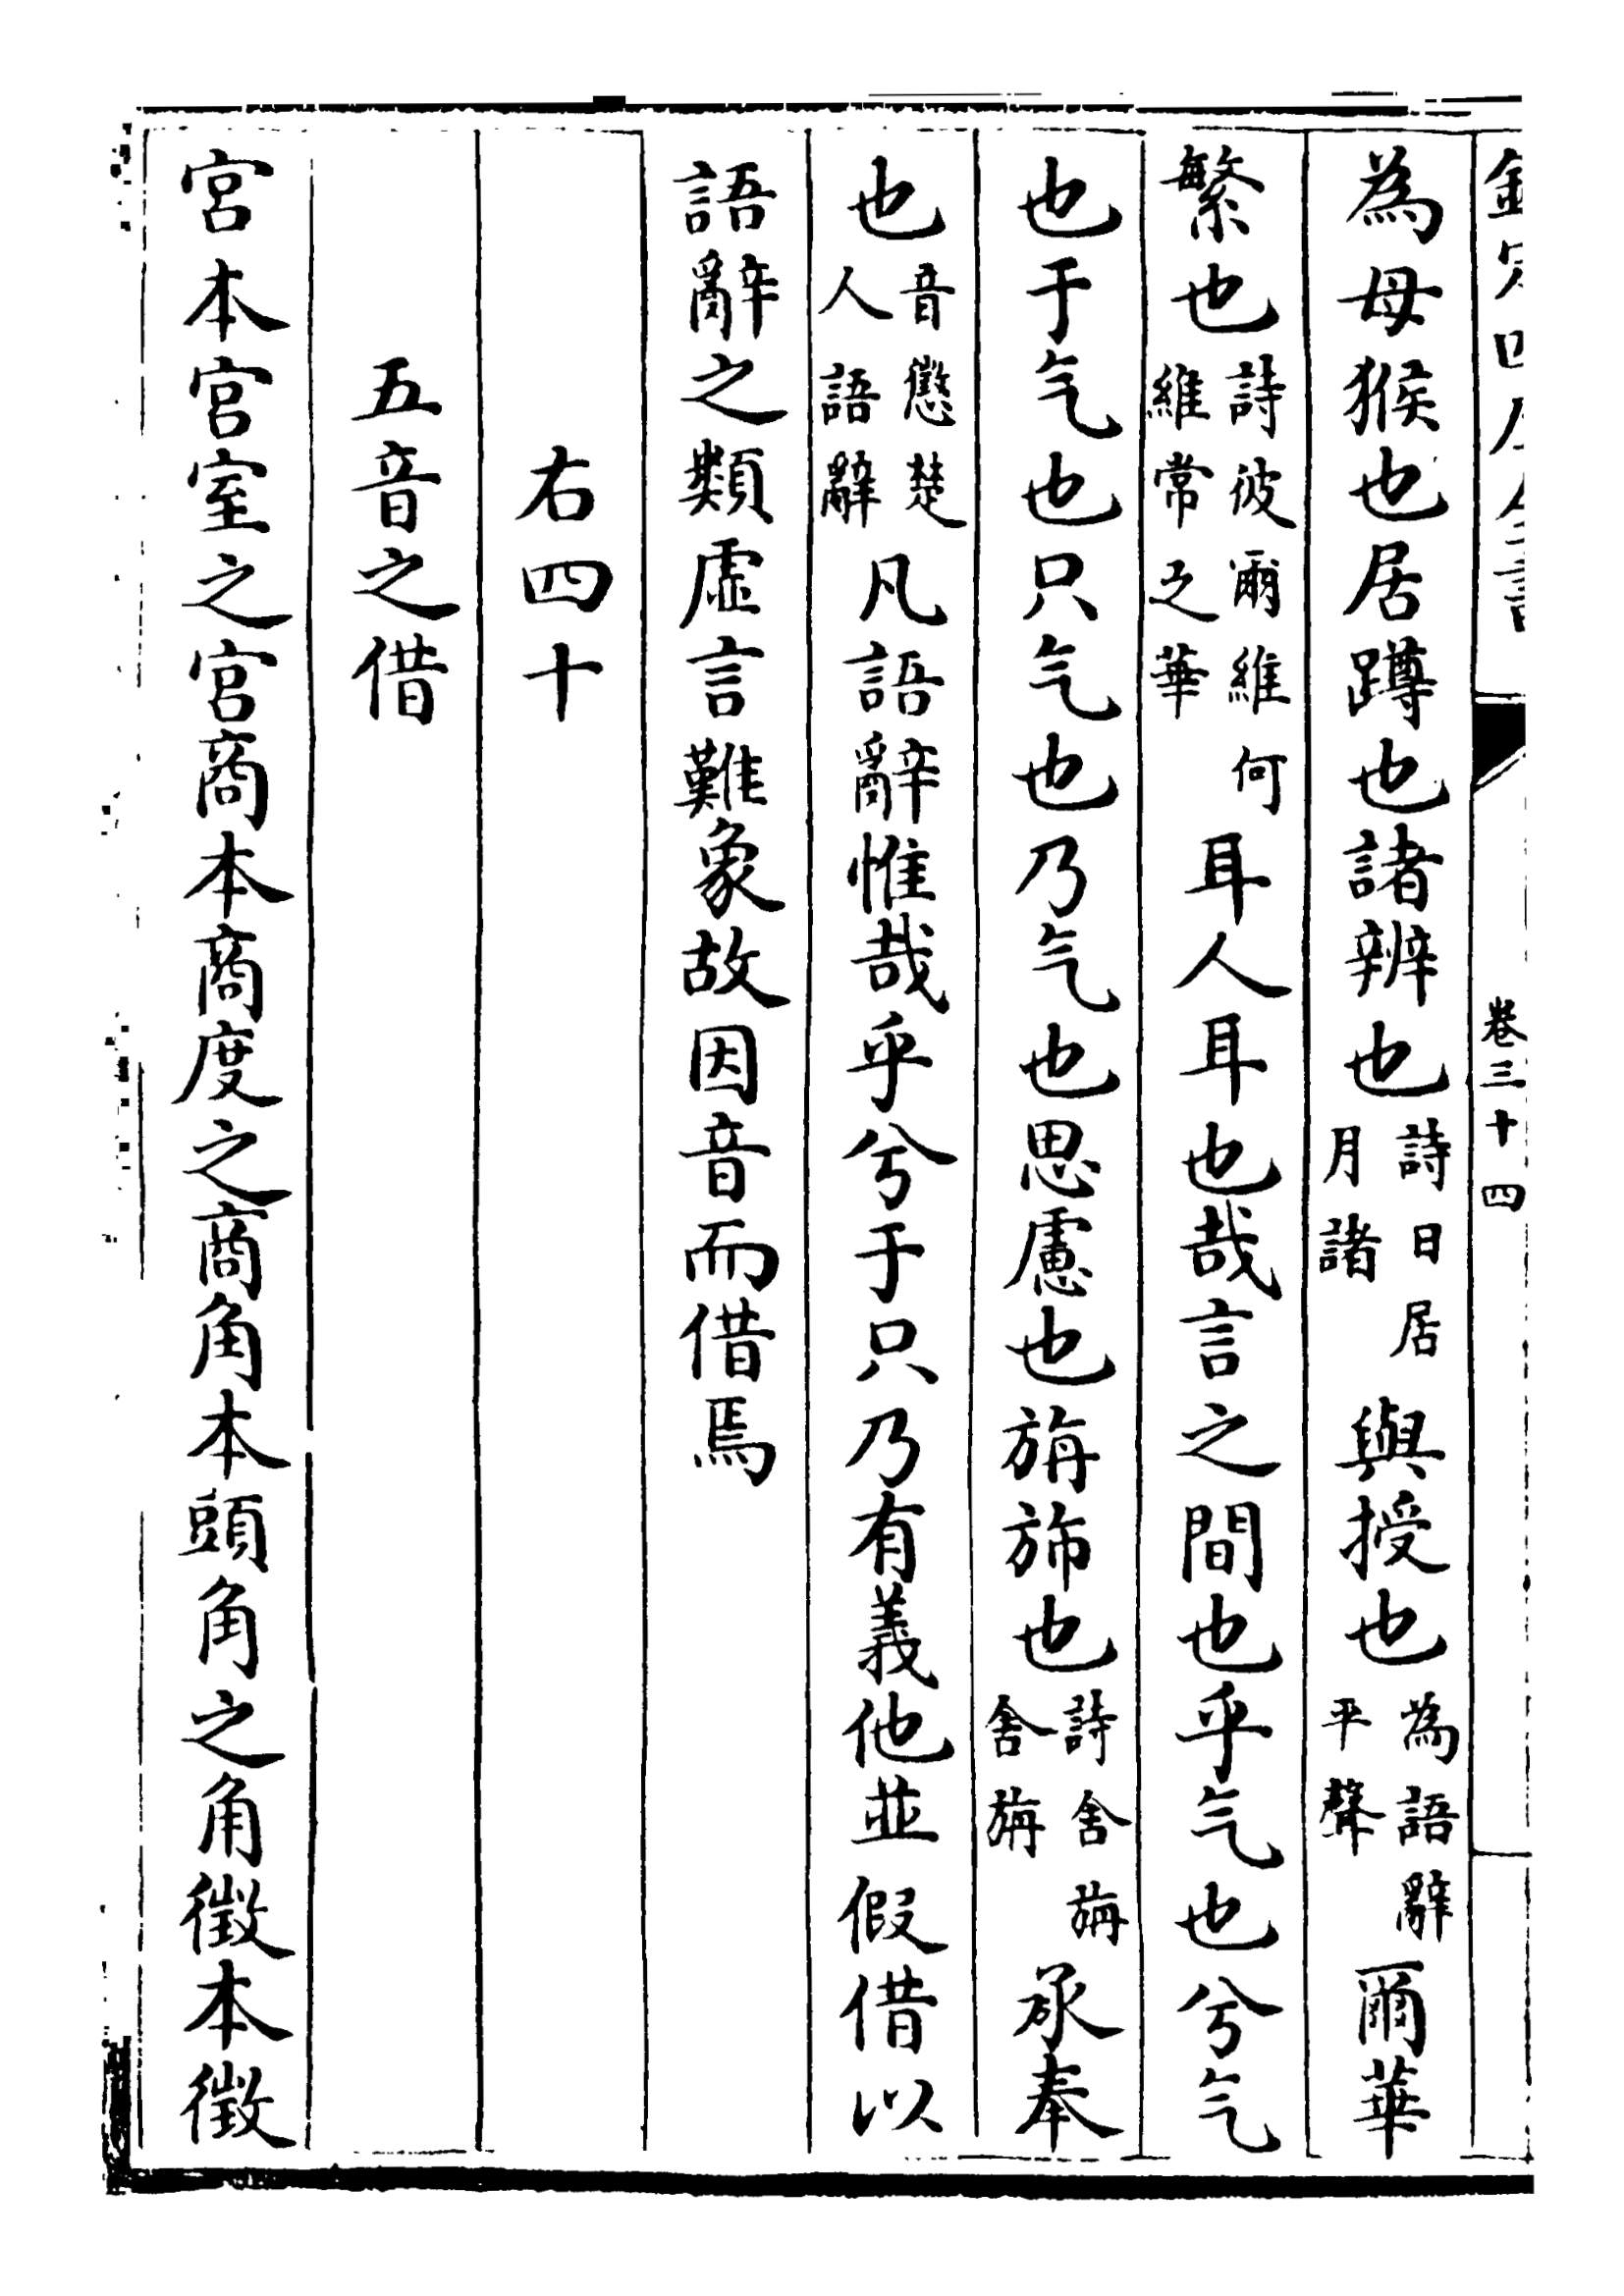 欽定四庫全書 卷三十四
為母猴也居蹲也諸辨也詩日居月諸與授也為語辭平聲爾華
繁也詩彼爾維何維常之華耳人耳也哉言之間也乎气也兮气
也于气也只气也乃气也思慮也旃旆也詩舍旃舍旃承奉
也音懲楚人語辭凡語辭惟哉乎兮于只乃有義他並假借以
語辭之類虛言難象故因音而借焉
右四十
五音之借
宮本宮室之宮商本商度之商角本頭角之角徵本徵